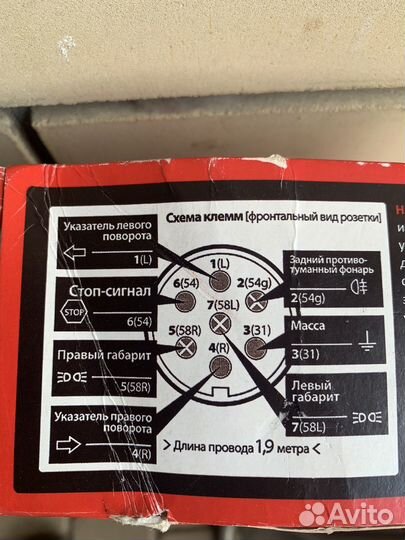 Схема клемм [фронтальный вид розетки]
Указатель левого
поворота
1(L)
Стоп-сигнал
STOP
6(54)
Правый габарит
5(58R)
Указатель правого
поворота
4(R)
1(L)
6(54)
2(54g)
7(58L)
5(58R)
3(31)
4(R)
Задний противо-
туманный фонарь
2(54g)
Масса
3(31)
Левый
габарит
7(58L)
> Длина провода 1,9 метра <
Avito